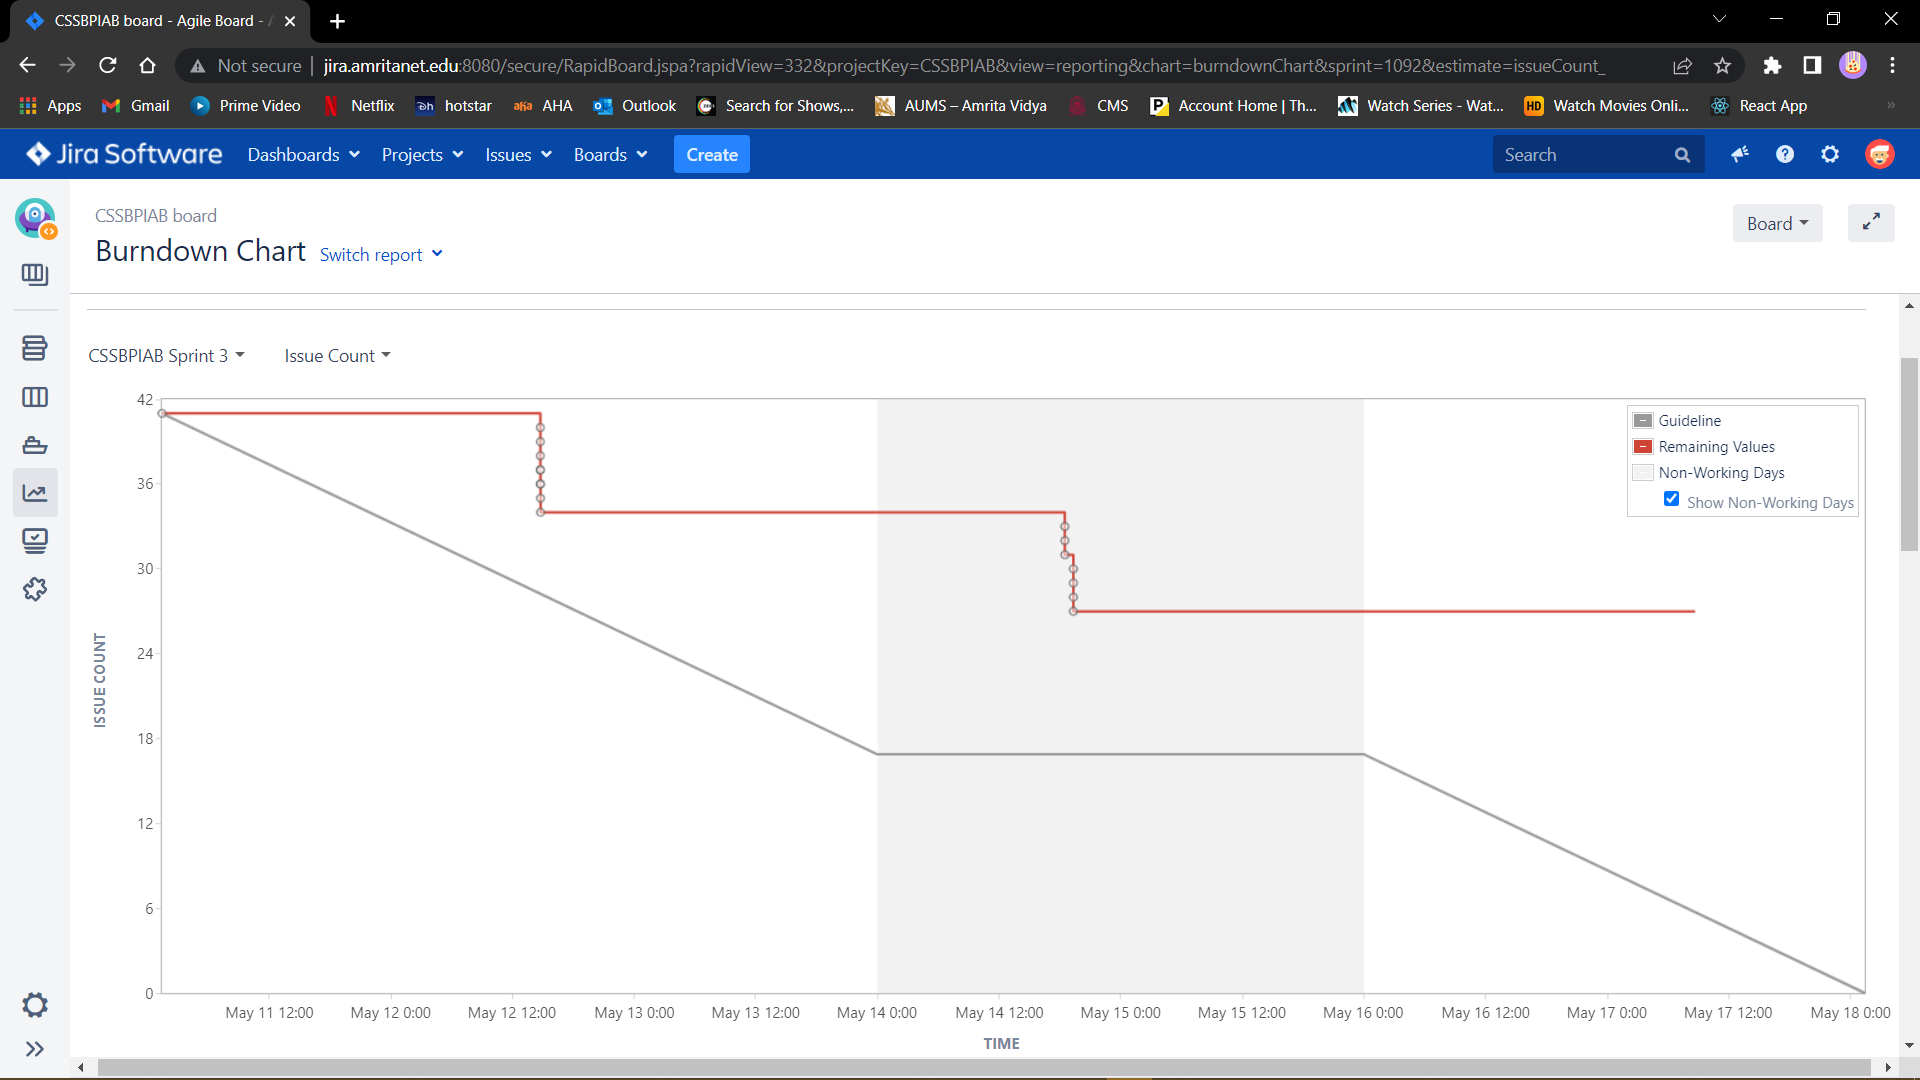 CSSBPIAB board - Agile Board - A
Not secure | jira.amritanet.edu:8080/secure/RapidBoard.jspa?rapidView=332&projectKey=CSSBPIAB&view=reporting&chart=burndownChart&sprint=1092&estimate=issueCount_
Apps Gmail Prime Video Netflix hotstar AHA Outlook Search for Shows,... AUMS – Amrita Vidya CMS Account Home | Th... Watch Series - Wat... HD Watch Movies Onli... React App
Jira Software Dashboards Projects Issues Boards Create Search
CSSBPIAB board
Burndown Chart Switch report
Board
CSSBPIAB Sprint 3 Issue Count
42
36
30
24
18
12
6
0
ISSUE COUNT
Guideline
Remaining Values
Non-Working Days
Show Non-Working Days
May 11 12:00 May 12 0:00 May 12 12:00 May 13 0:00 May 13 12:00 May 14 0:00 May 14 12:00 May 15 0:00 May 15 12:00 May 16 0:00 May 16 12:00 May 17 0:00 May 17 12:00 May 18 0:00
TIME